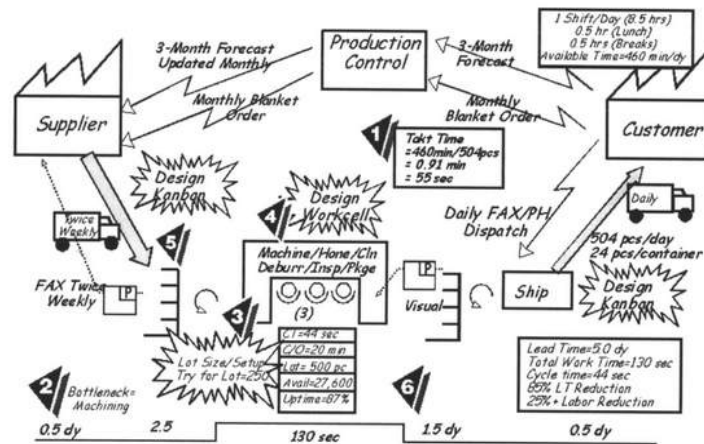 1 Shift/Day (8.5 hrs)
0.5 hr (Lunch)
0.5 hrs (Breaks)
Available Time=460 min/dy
3-Month Forecast
Updated Monthly
Production
Control
3-Month
Forecast
Monthly Blanket
Order
Monthly
Blanket Order
Supplier
Customer
1
Takt Time
= 460min/504pcs
= 0.91 min
= 55 sec
Design
Kanban
4
Design
Workcell
Daily FAX/PH
Dispatch
Twice
Weekly
Daily
5
Machine/Hone/Cln
Deburr/Insp/Pkge
504 pcs/day
24 pcs/container
FAX Twice
Weekly
LP
(3)
LP
Visual
Ship
Design
Kanban
3
Lot Size/Setup
Try for Lot=250
CT=44 sec
C/O=20 min
Lot= 500 pc
Avail=27,600
Uptime=87%
Lead Time=5.0 dy
Total Work Time=130 sec
Cycle time=44 sec
85% LT Reduction
25%+ Labor Reduction
2
Bottleneck=
Machining
6
0.5 dy
2.5
130 sec
1.5 dy
0.5 dy